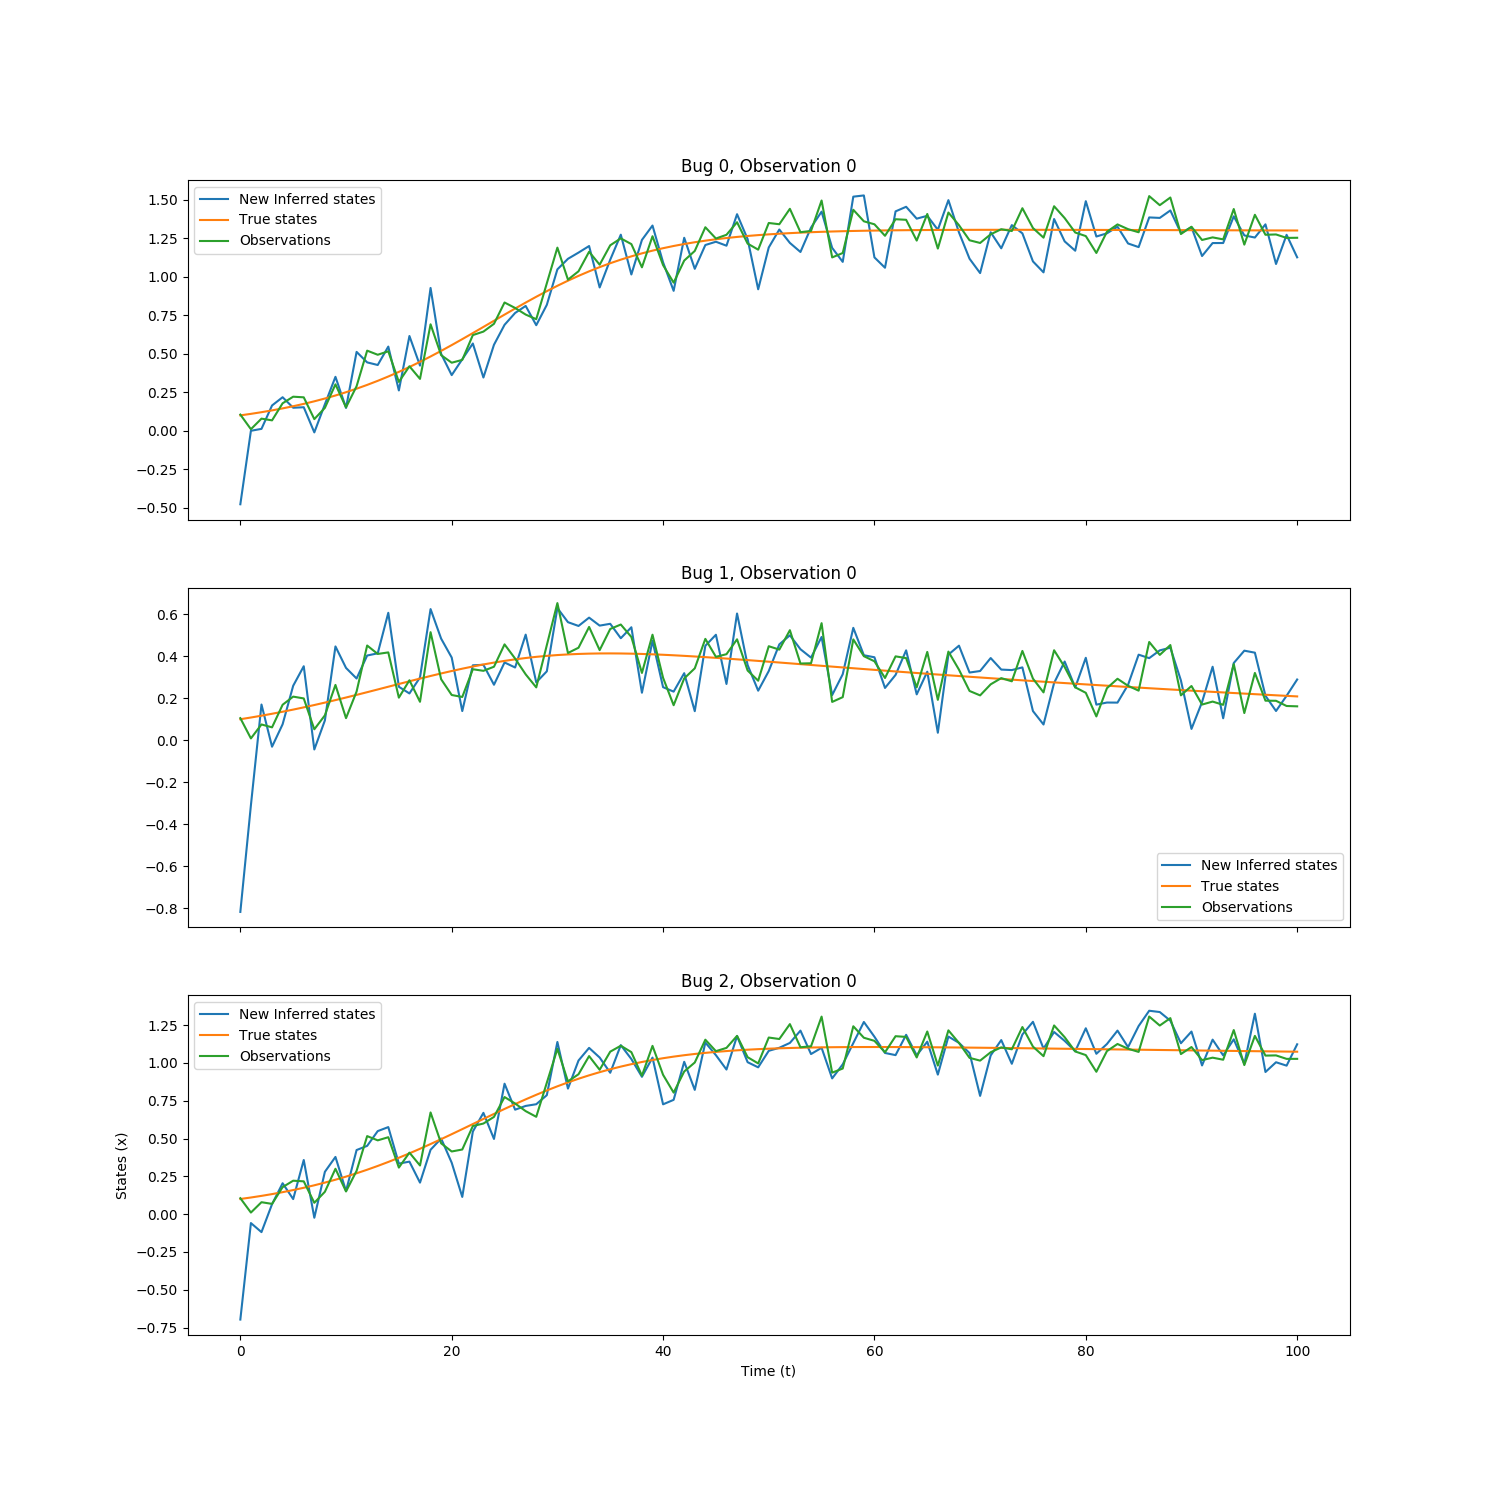 Bug 0, Observation 0
1.50
1.25
1.00
0.75
0.50
0.25
0.00
−0.25
−0.50
New Inferred states
True states
Observations
Bug 1, Observation 0
0.6
0.4
0.2
0.0
−0.2
−0.4
−0.6
−0.8
New Inferred states
True states
Observations
Bug 2, Observation 0
1.25
1.00
0.75
0.50
0.25
0.00
−0.25
−0.50
−0.75
New Inferred states
True states
Observations
States (x)
0 20 40 60 80 100
Time (t)